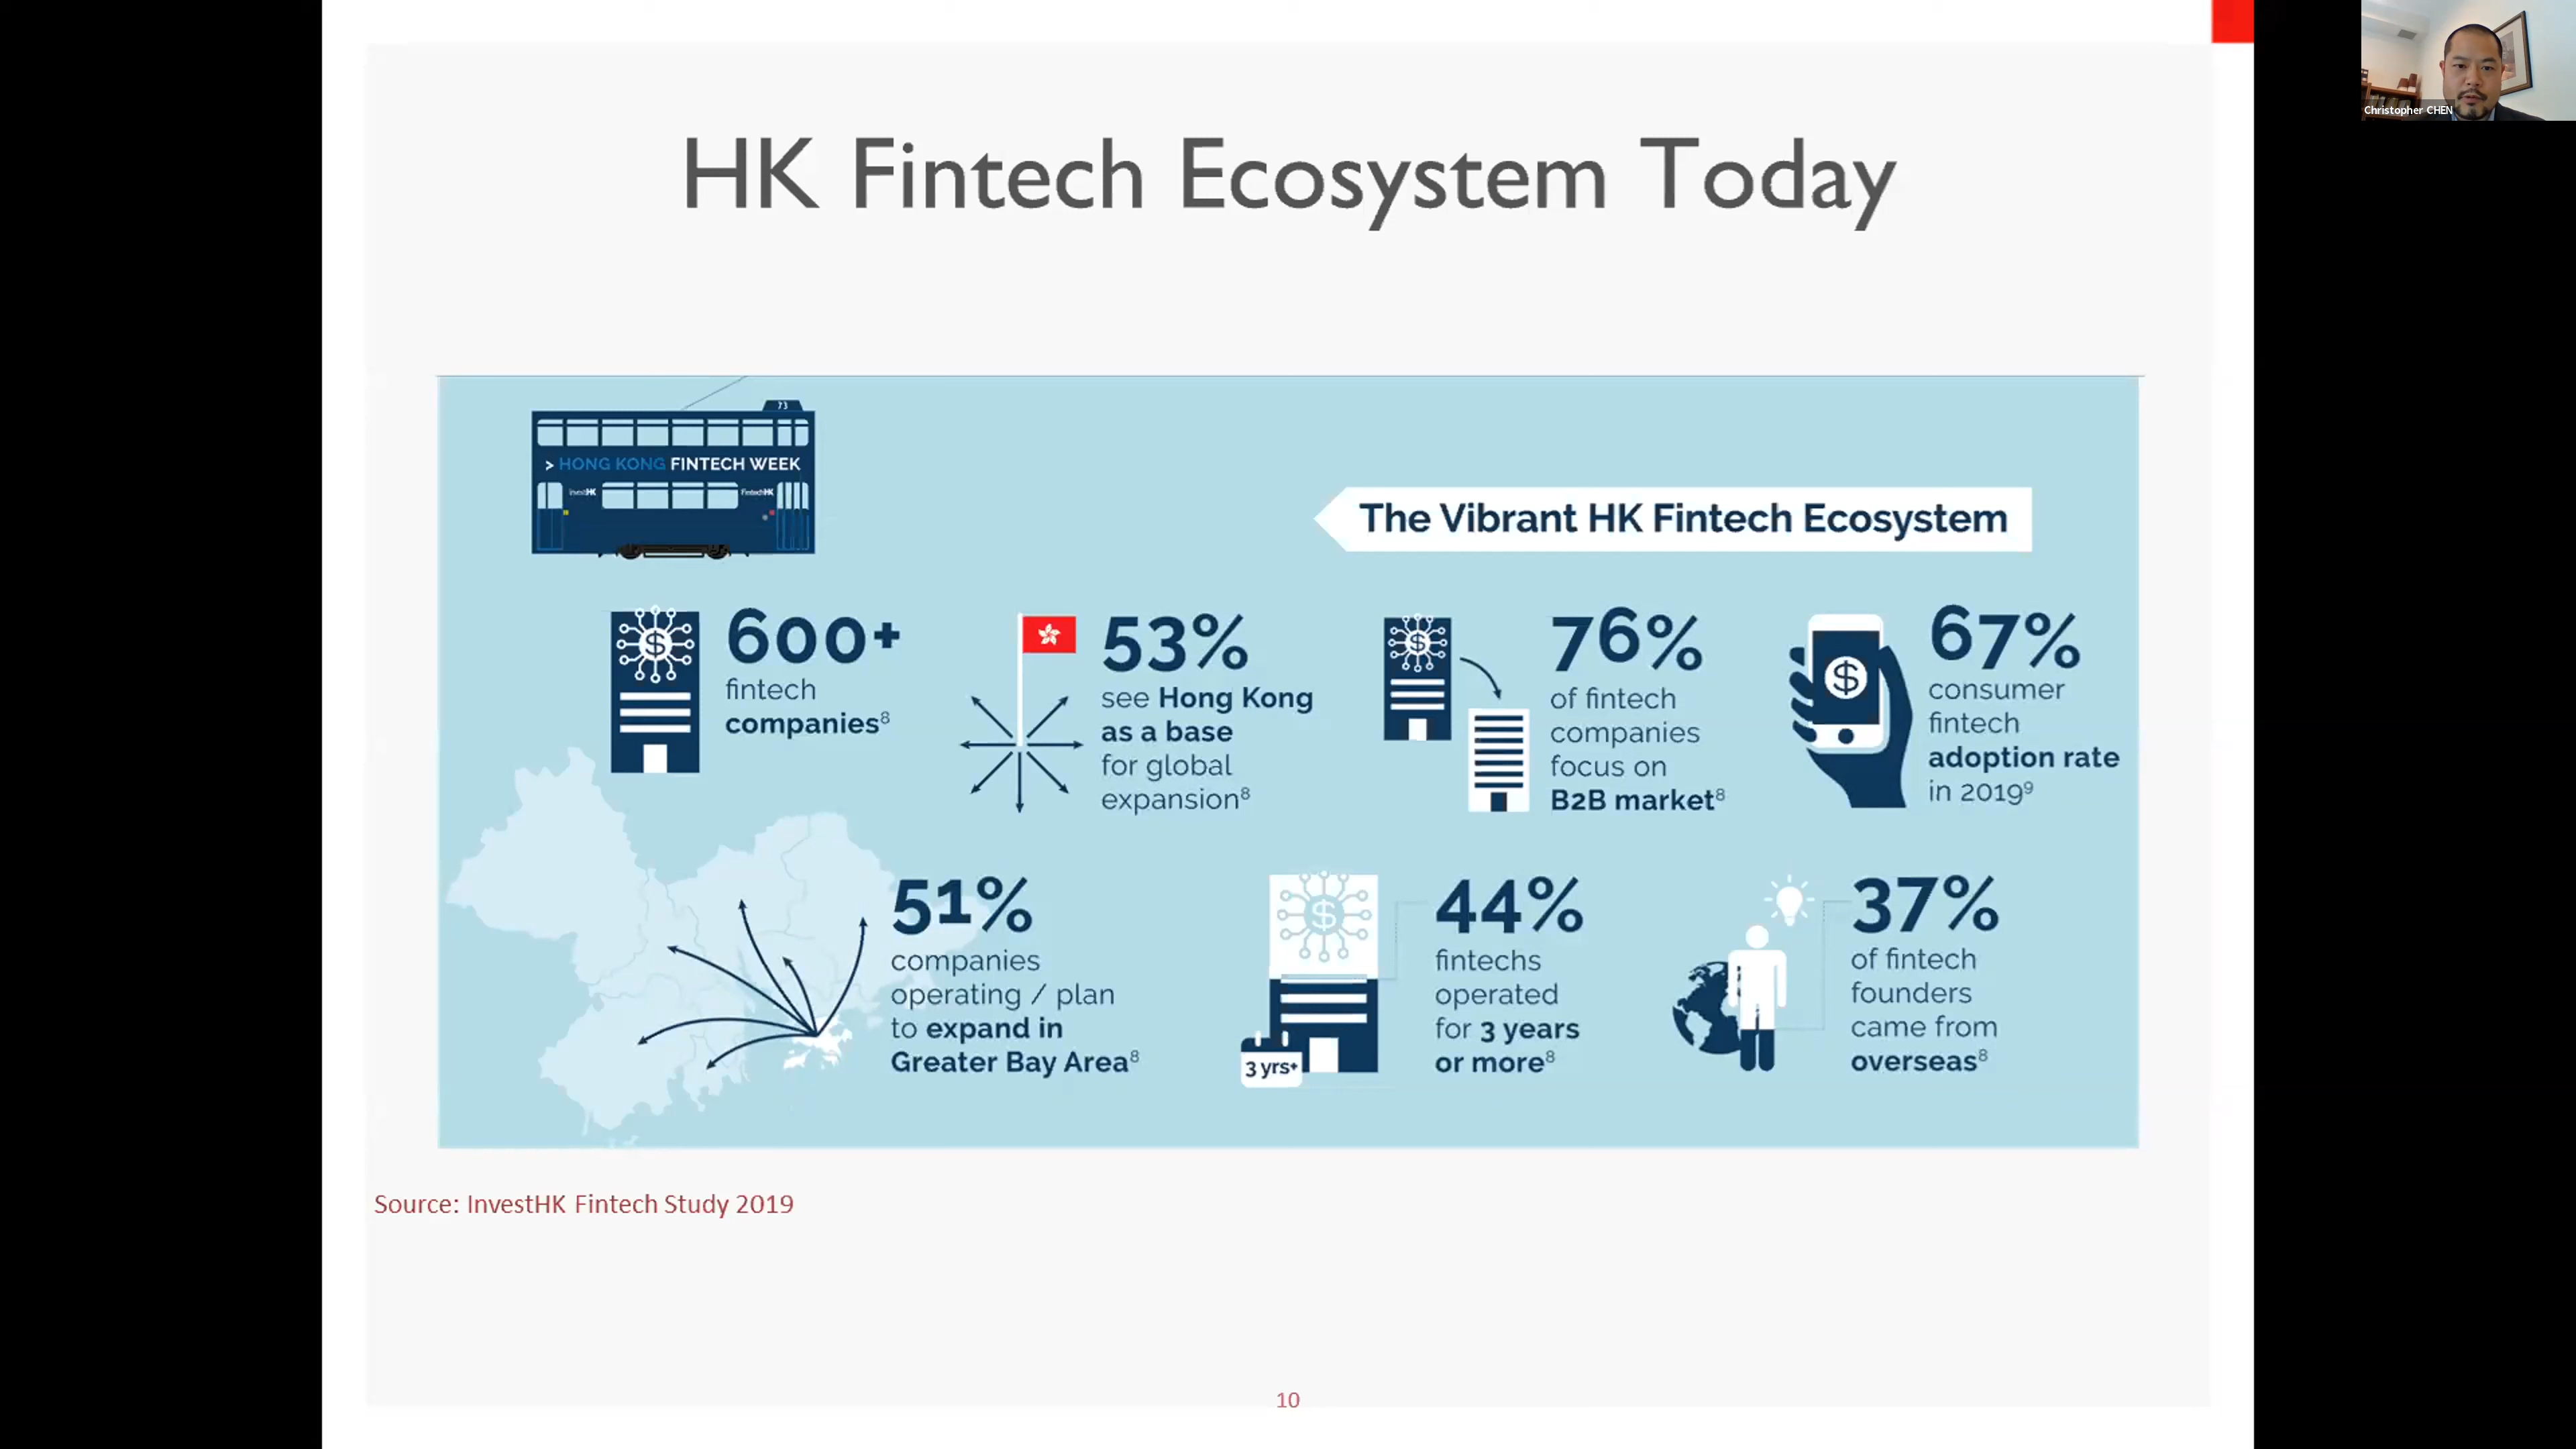 Christopher CHEN
HK Fintech Ecosystem Today
73
> HONG KONG FINTECH WEEK
InvestHK
FintechHK
The Vibrant HK Fintech Ecosystem
600+
fintech
companies⁸
53%
see Hong Kong
as a base
for global
expansion⁸
76%
of fintech
companies
focus on
B2B market⁸
67%
consumer
fintech
adoption rate
in 2019⁹
51%
companies
operating / plan
to expand in
Greater Bay Area⁸
3 yrs+
44%
fintechs
operated
for 3 years
or more⁸
37%
of fintech
founders
came from
overseas⁸
Source: InvestHK Fintech Study 2019
10